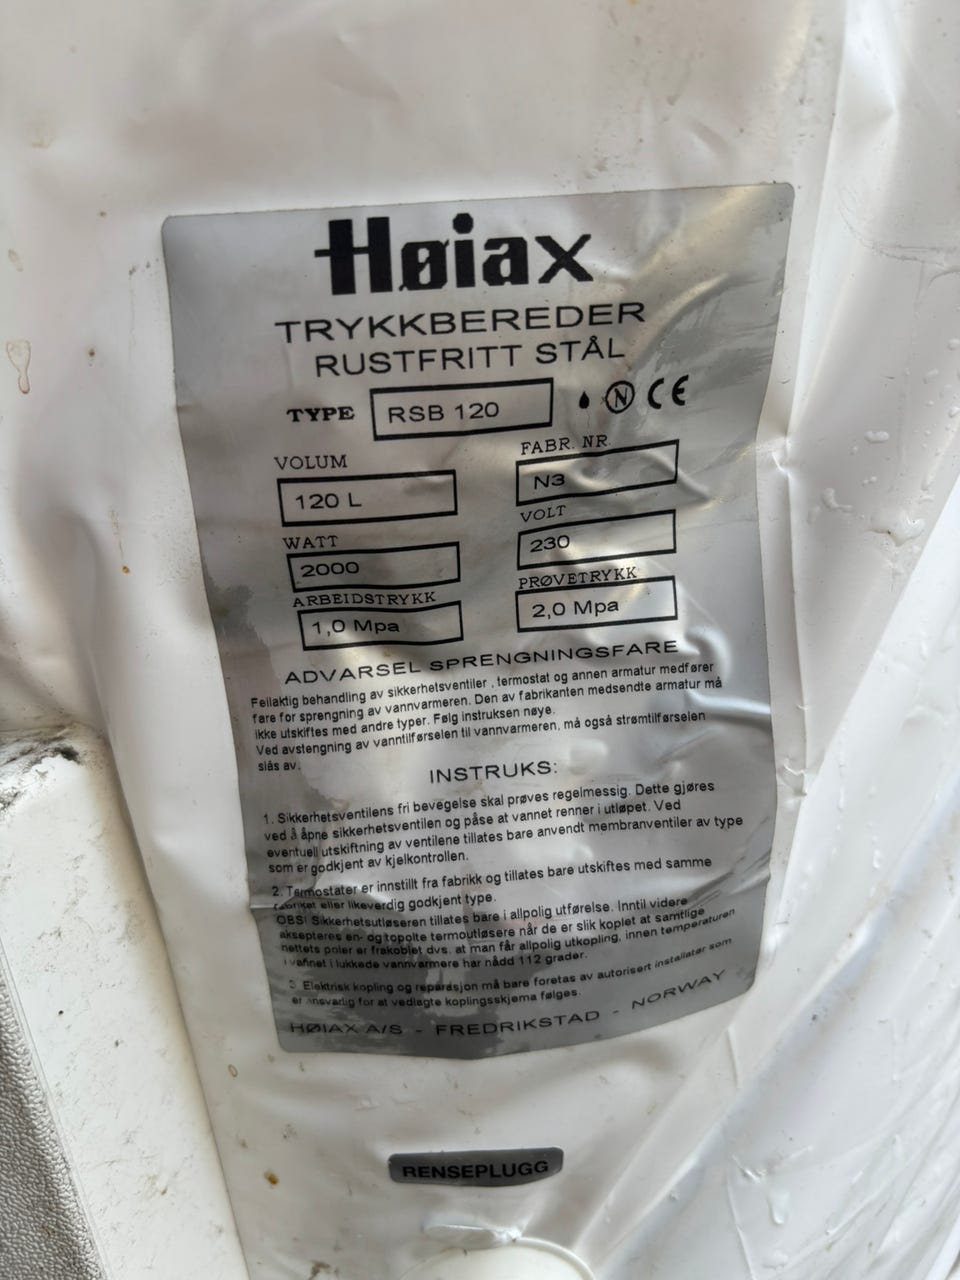 Høiax
TRYKKBEREDER
RUSTFRITT STÅL
TYPE RSB 120 N CE
VOLUM FABR. NR.
120 L N3
WATT VOLT
2000 230
ARBEIDSTRYKK PRØVETRYKK
1,0 Mpa 2,0 Mpa
ADVARSEL SPRENGNINGSFARE
Feilaktig behandling av sikkerhetsventiler , termostat og annen armatur medfører
fare for sprengning av vannvarmeren. Den av fabrikanten medsendte armatur må
ikke utskiftes med andre typer. Følg instruksen nøye.
Ved avstengning av vanntilførselen til vannvarmeren, må også strømtilførselen
slås av.
INSTRUKS:
1. Sikkerhetsventilens fri bevegelse skal prøves regelmessig. Dette gjøres
ved å åpne sikkerhetsventilen og påse at vannet renner i utløpet. Ved
eventuell utskiftning av ventilene tillates bare anvendt membranventiler av type
som er godkjent av kjelkontrollen.
2. Termostater er innstillt fra fabrikk og tillates bare utskiftes med samme
fabrikat eller likeverdig godkjent type.
OBS! Sikkerhetsutløseren tillates bare i allpolig utførelse. Inntil videre
aksepteres en- og topolte termoutløsere når de er slik koplet at samtlige
nettets poler er frakoblet dvs. at man får allpolig utkopling, innen temperaturen
i vannet i lukkede vannvarmere har nådd 112 grader.
3. Elektrisk kopling og reparasjon må bare foretas av autorisert installatør som
er ansvarlig for at vedlagte koplingsskjema følges.
HØIAX A/S - FREDRIKSTAD - NORWAY
RENSEPLUGG